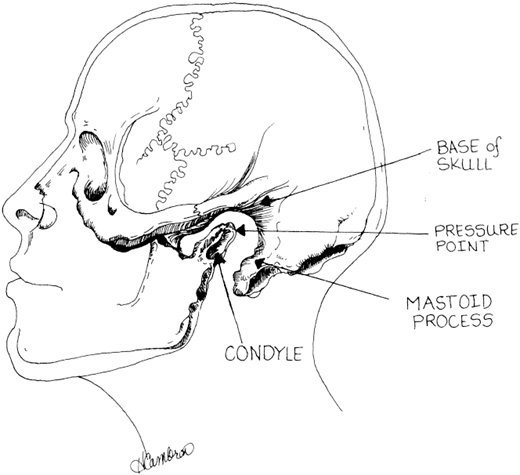 BASE of
SKULL
PRESSURE
POINT
MASTOID
PROCESS
CONDYLE